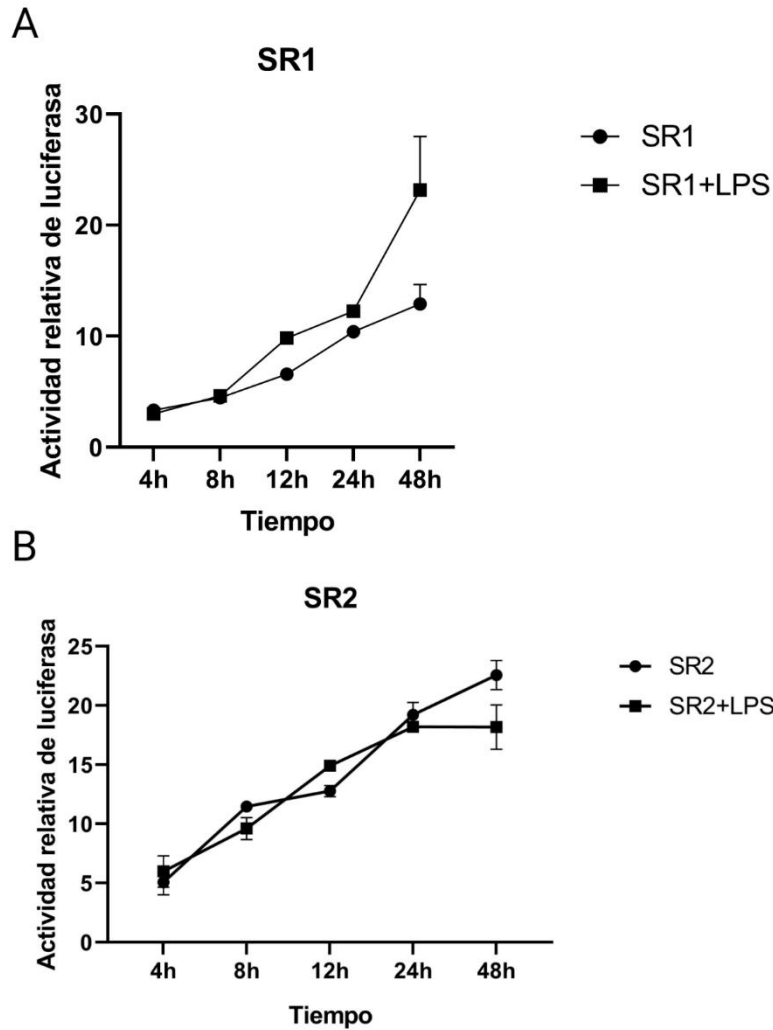 A
SR1
Actividad relativa de luciferasa
30
20
10
0
4h 8h 12h 24h 48h
Tiempo
SR1
SR1+LPS
B
SR2
Actividad relativa de luciferasa
25
20
15
10
5
0
4h 8h 12h 24h 48h
Tiempo
SR2
SR2+LPS